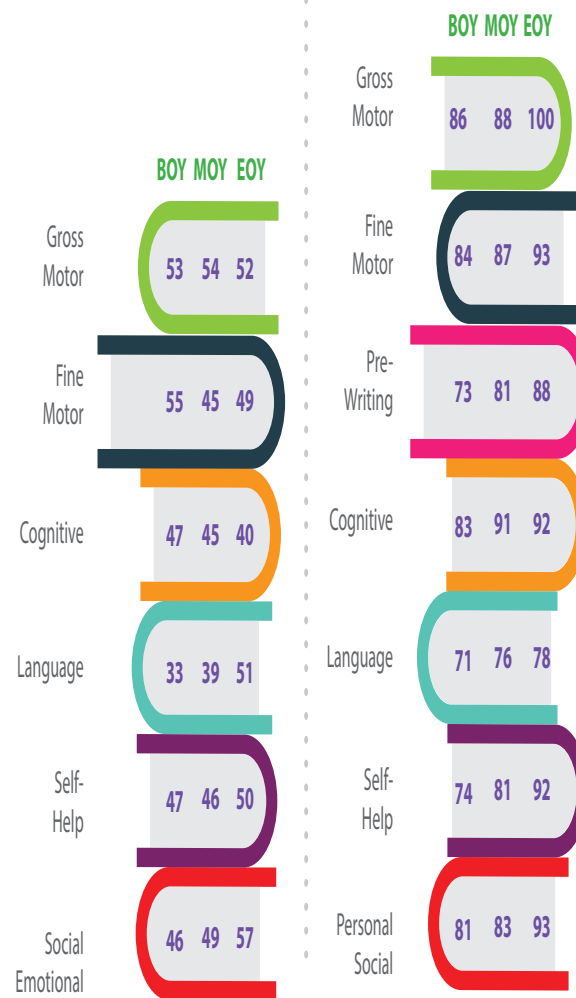 BOY MOY EOY
Gross
Motor
53 54 52
Fine
Motor
55 45 49
Cognitive
47 45 40
Language
33 39 51
Self-
Help
47 46 50
Social
Emotional
46 49 57
BOY MOY EOY
Gross
Motor
86 88 100
Fine
Motor
84 87 93
Pre-
Writing
73 81 88
Cognitive
83 91 92
Language
71 76 78
Self-
Help
74 81 92
Personal
Social
81 83 93